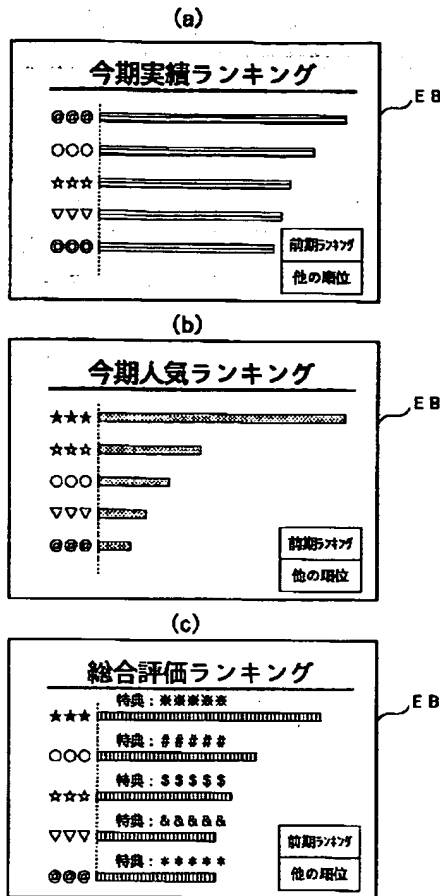 (a)
今期実績ランキング
EB
@@@
○○○
☆☆☆
▽▽▽
◎◎◎
前期ランキング
他の順位
(b)
今期人気ランキング
EB
★★★
☆☆☆
○○○
▽▽▽
@@@
前期ランキング
他の順位
(c)
総合評価ランキング
EB
特典：※※※※※
★★★
特典：#####
○○○
特典：$$$$$
☆☆☆
特典：&&&&&
▽▽▽
特典：*****
@@@
前期ランキング
他の順位